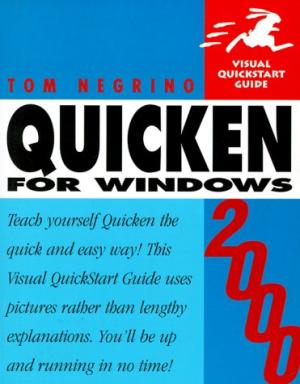 VISUAL
QUICKSTART
GUIDE
TOM NEGRINO
QUICKEN
FOR WINDOWS
2000
Teach yourself Quicken the
quick and easy way! This
Visual QuickStart Guide uses
pictures rather than lengthy
explanations. You'll be up
and running in no time!